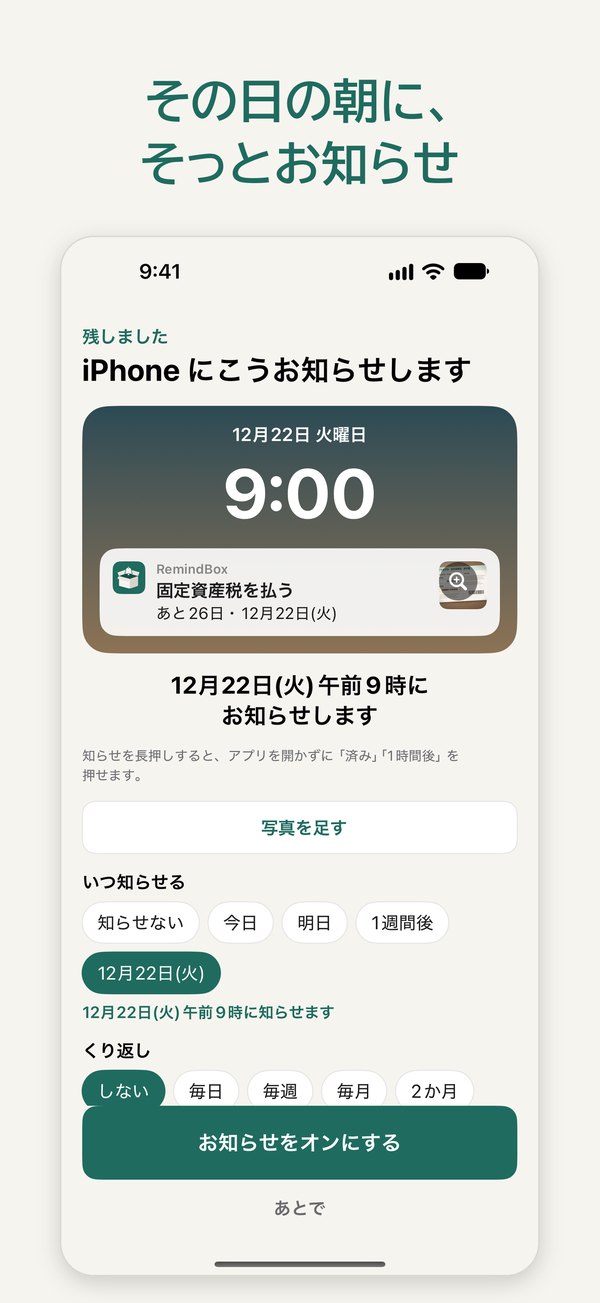 その日の朝に、
そっとお知らせ
9:41
残しました
iPhone にこうお知らせします
12月22日 火曜日
9:00
RemindBox
固定資産税を払う
あと26日・12月22日(火)
12月22日(火)午前9時に
お知らせします
知らせを長押しすると、アプリを開かずに「済み」「1時間後」を
押せます。
写真を足す
いつ知らせる
知らせない 今日 明日 1週間後
12月22日(火)
12月22日(火)午前9時に知らせます
くり返し
しない 毎日 毎週 毎月 2か月
お知らせをオンにする
あとで